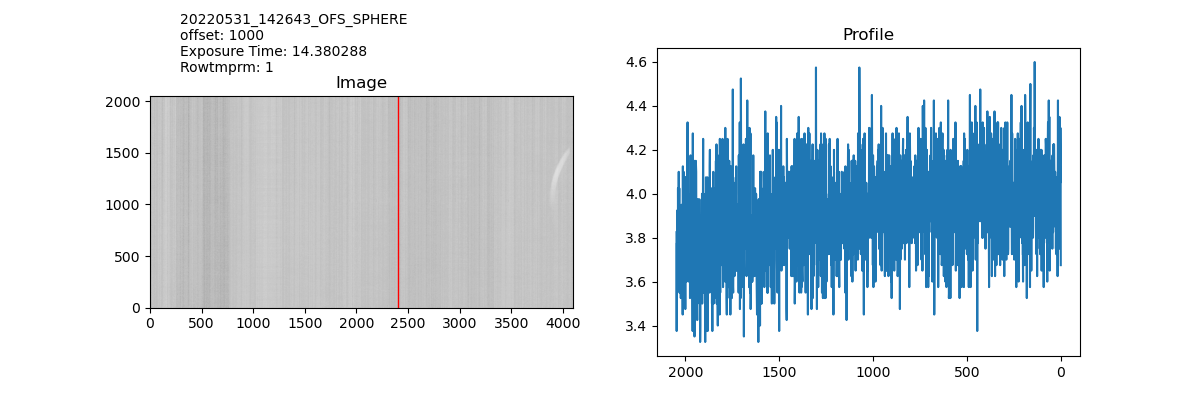 20220531_142643_OFS_SPHERE
offset: 1000
Exposure Time: 14.380288
Rowtmprm: 1
Image
2000
1500
1000
500
0
0 500 1000 1500 2000 2500 3000 3500 4000
Profile
4.6
4.4
4.2
4.0
3.8
3.6
3.4
2000 1500 1000 500 0